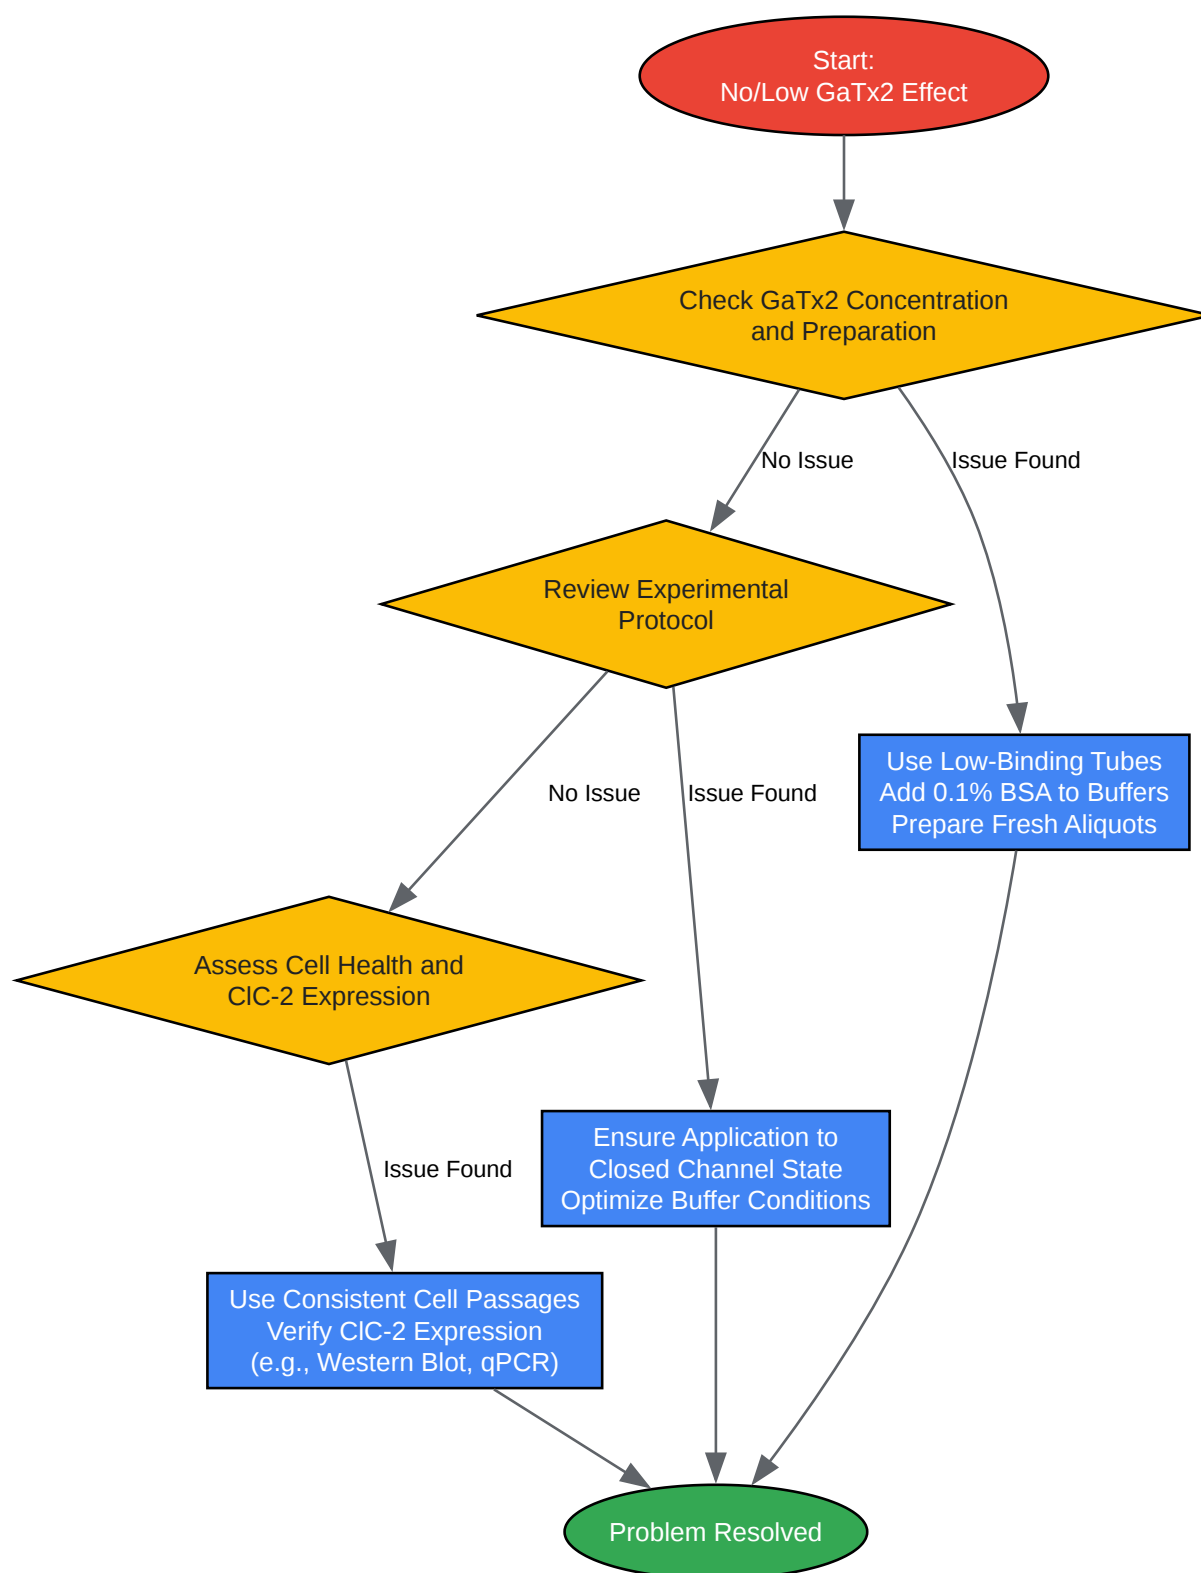 Start:
No/Low GaTx2 Effect
Check GaTx2 Concentration
and Preparation
No Issue
Issue Found
Review Experimental
Protocol
Use Low-Binding Tubes
Add 0.1% BSA to Buffers
Prepare Fresh Aliquots
No Issue
Issue Found
Assess Cell Health and
ClC-2 Expression
Ensure Application to
Closed Channel State
Optimize Buffer Conditions
Issue Found
Use Consistent Cell Passages
Verify ClC-2 Expression
(e.g., Western Blot, qPCR)
Problem Resolved